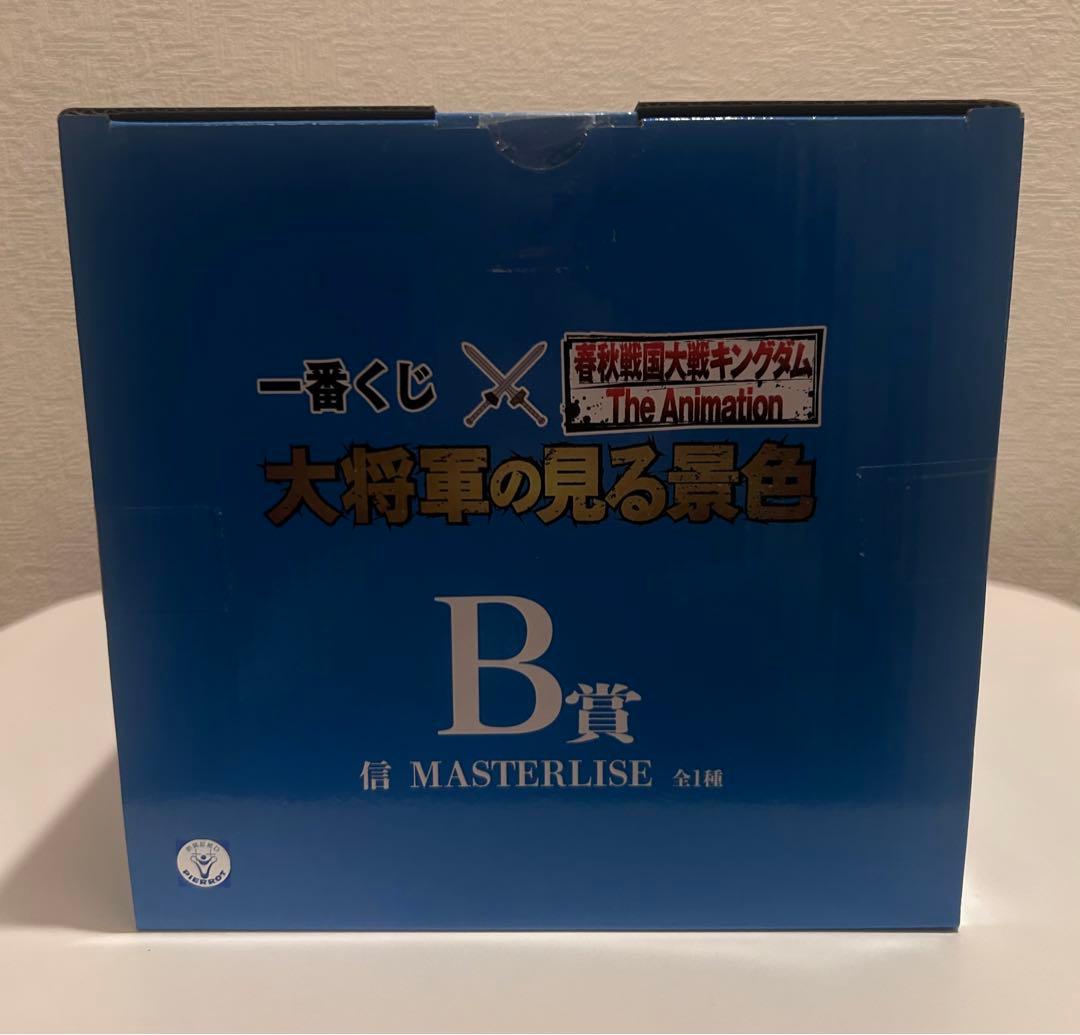 一番くじ
春秋戦国大戦キングダム
The Animation
大将軍の見る景色
B賞
信 MASTERLISE 全1種
PIERROT